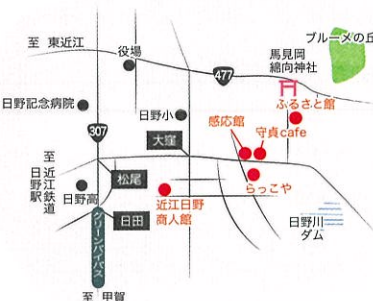 ブルーメの丘
至 東近江
役場
馬見岡
綿向神社
477
ふるさと館
日野記念病院
日野小
感応館
守貞cafe
307
大窪
至
近江鉄道
日野駅
松尾
らっこや
日野高
近江日野
商人館
日田
日野川
ダム
グリーンバイパス
至 甲賀